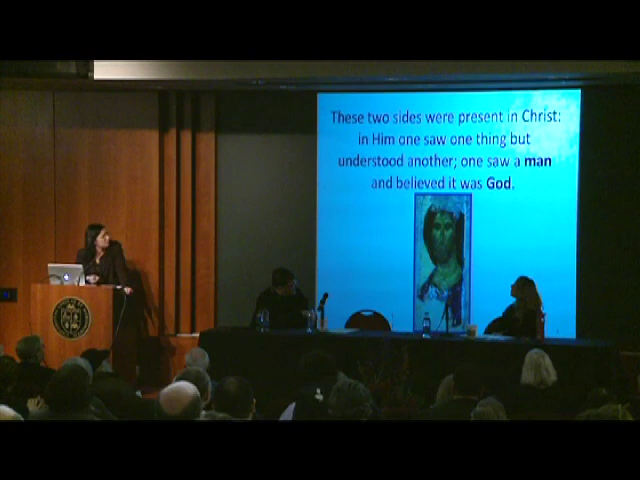 These two sides were present in Christ:
in Him one saw one thing but
understood another; one saw a man
and believed it was God.